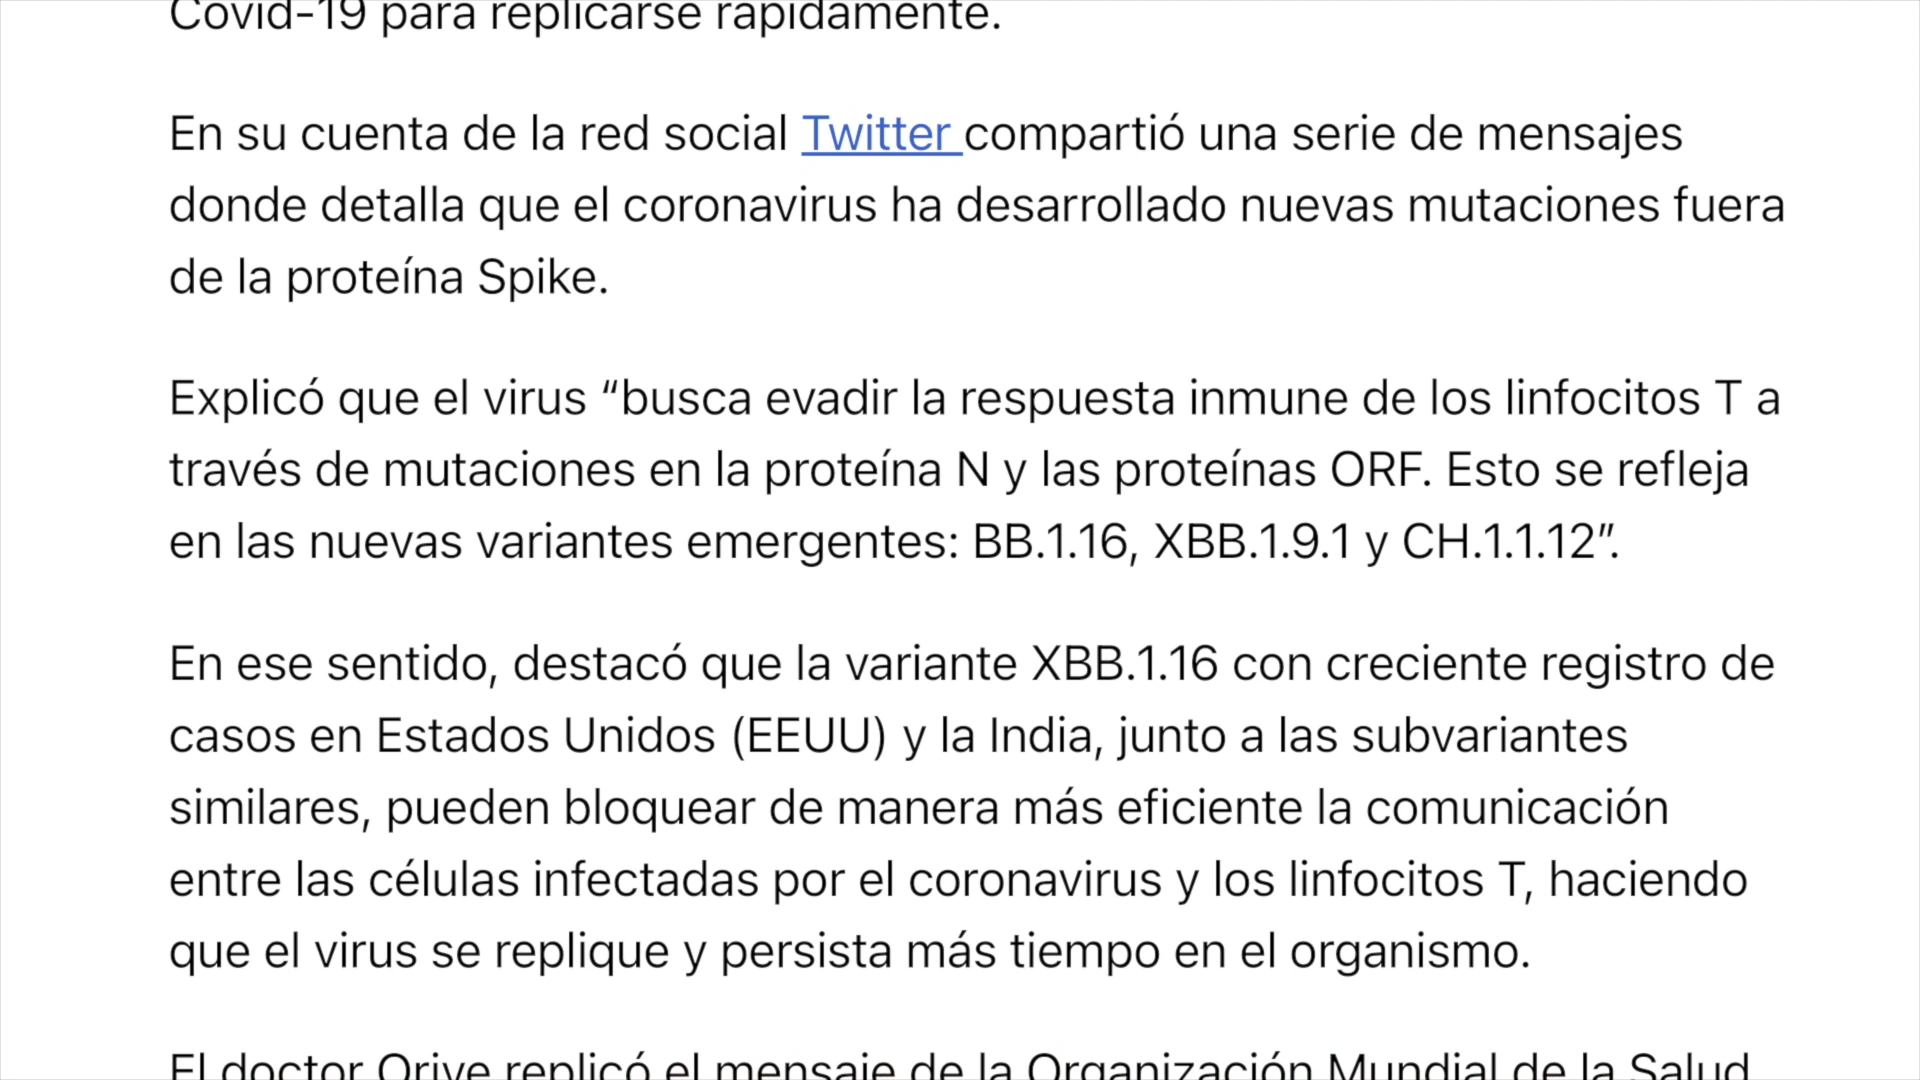 Covid-19 para replicarse rápidamente.
En su cuenta de la red social Twitter compartió una serie de mensajes
donde detalla que el coronavirus ha desarrollado nuevas mutaciones fuera
de la proteína Spike.
Explicó que el virus “busca evadir la respuesta inmune de los linfocitos T a
través de mutaciones en la proteína N y las proteínas ORF. Esto se refleja
en las nuevas variantes emergentes: BB.1.16, XBB.1.9.1 y CH.1.1.12”.
En ese sentido, destacó que la variante XBB.1.16 con creciente registro de
casos en Estados Unidos (EEUU) y la India, junto a las subvariantes
similares, pueden bloquear de manera más eficiente la comunicación
entre las células infectadas por el coronavirus y los linfocitos T, haciendo
que el virus se replique y persista más tiempo en el organismo.
El doctor Orive replicó el mensaje de la Organización Mundial de la Salud